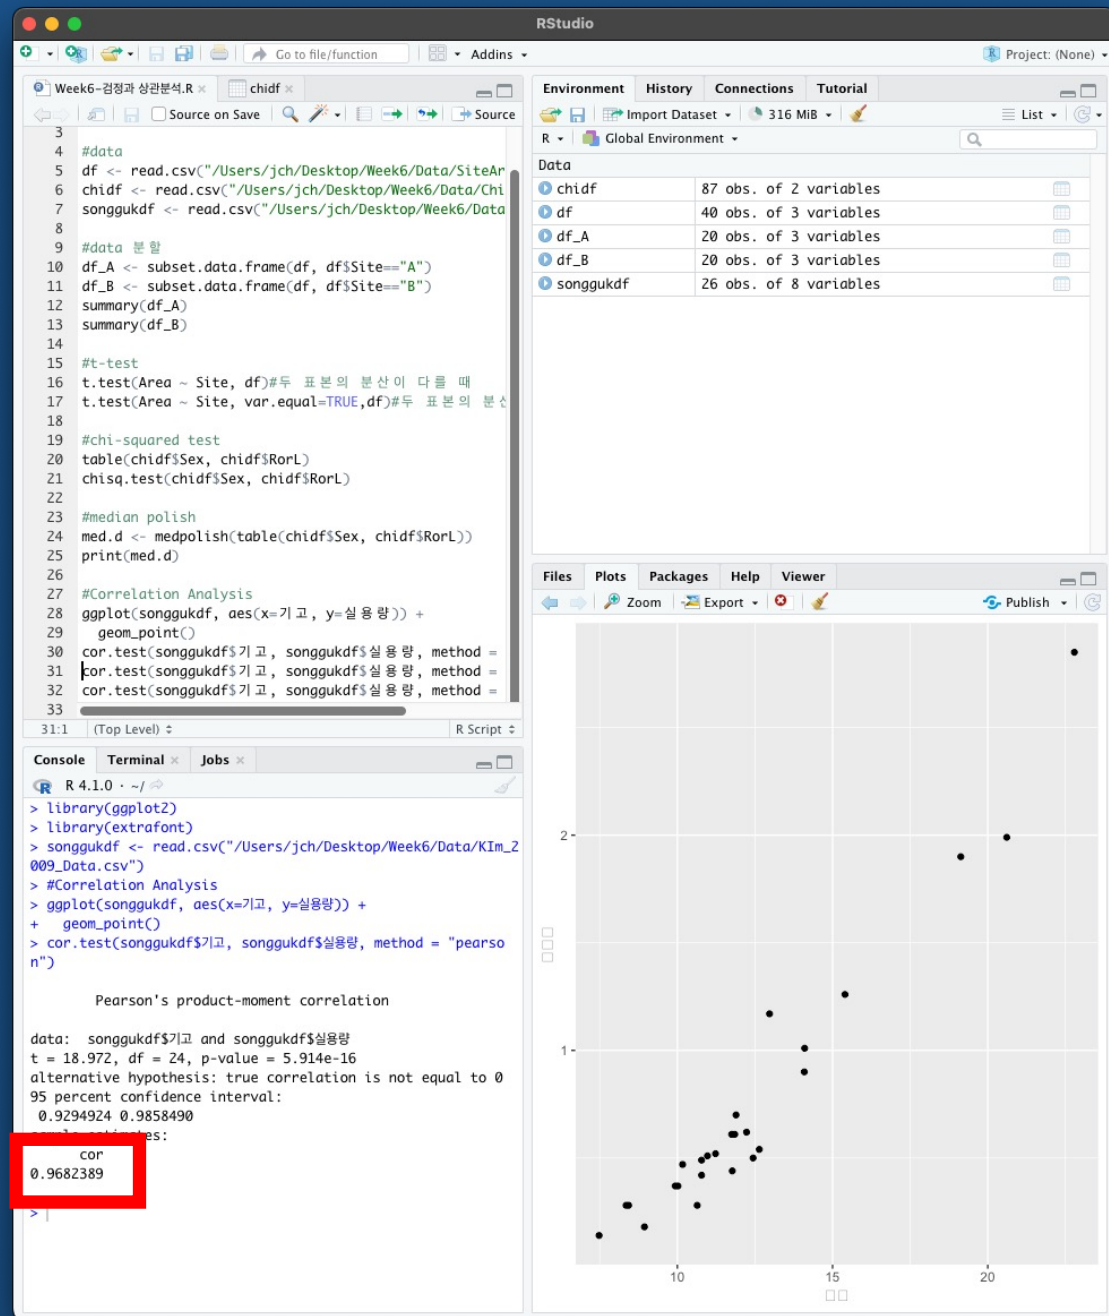 RStudio
Go to file/function
Addins
Project: (None)
Week6-검정과 상관분석.R
chidf
Source on Save
Source
3
4 #data
5 df <- read.csv("/Users/jch/Desktop/Week6/Data/SiteAr
6 chidf <- read.csv("/Users/jch/Desktop/Week6/Data/Chi
7 songgukdf <- read.csv("/Users/jch/Desktop/Week6/Data
8
9 #data 분할
10 df_A <- subset.data.frame(df, df$Site=="A")
11 df_B <- subset.data.frame(df, df$Site=="B")
12 summary(df_A)
13 summary(df_B)
14
15 #t-test
16 t.test(Area ~ Site, df)#두 표본의 분산이 다를 때
17 t.test(Area ~ Site, var.equal=TRUE,df)#두 표본의 분산
18
19 #chi-squared test
20 table(chidf$Sex, chidf$RorL)
21 chisq.test(chidf$Sex, chidf$RorL)
22
23 #median polish
24 med.d <- medpolish(table(chidf$Sex, chidf$RorL))
25 print(med.d)
26
27 #Correlation Analysis
28 ggplot(songgukdf, aes(x=기고, y=실용량)) +
29 geom_point()
30 cor.test(songgukdf$기고, songgukdf$실용량, method =
31 cor.test(songgukdf$기고, songgukdf$실용량, method =
32 cor.test(songgukdf$기고, songgukdf$실용량, method =
33
31:1 (Top Level) R Script
Console Terminal Jobs
R 4.1.0 · ~/
> library(ggplot2)
> library(extrafont)
> songgukdf <- read.csv("/Users/jch/Desktop/Week6/Data/KIm_2
009_Data.csv")
> #Correlation Analysis
> ggplot(songgukdf, aes(x=기고, y=실용량)) +
+ geom_point()
> cor.test(songgukdf$기고, songgukdf$실용량, method = "pearso
n")
Pearson's product-moment correlation
data: songgukdf$기고 and songgukdf$실용량
t = 18.972, df = 24, p-value = 5.914e-16
alternative hypothesis: true correlation is not equal to 0
95 percent confidence interval:
0.9294924 0.9858490
cor
0.9682389
>
Environment History Connections Tutorial
Import Dataset 316 MiB List
R Global Environment
Data
chidf 87 obs. of 2 variables
df 40 obs. of 3 variables
df_A 20 obs. of 3 variables
df_B 20 obs. of 3 variables
songgukdf 26 obs. of 8 variables
Files Plots Packages Help Viewer
Zoom Export Publish
2
1
10 15 20